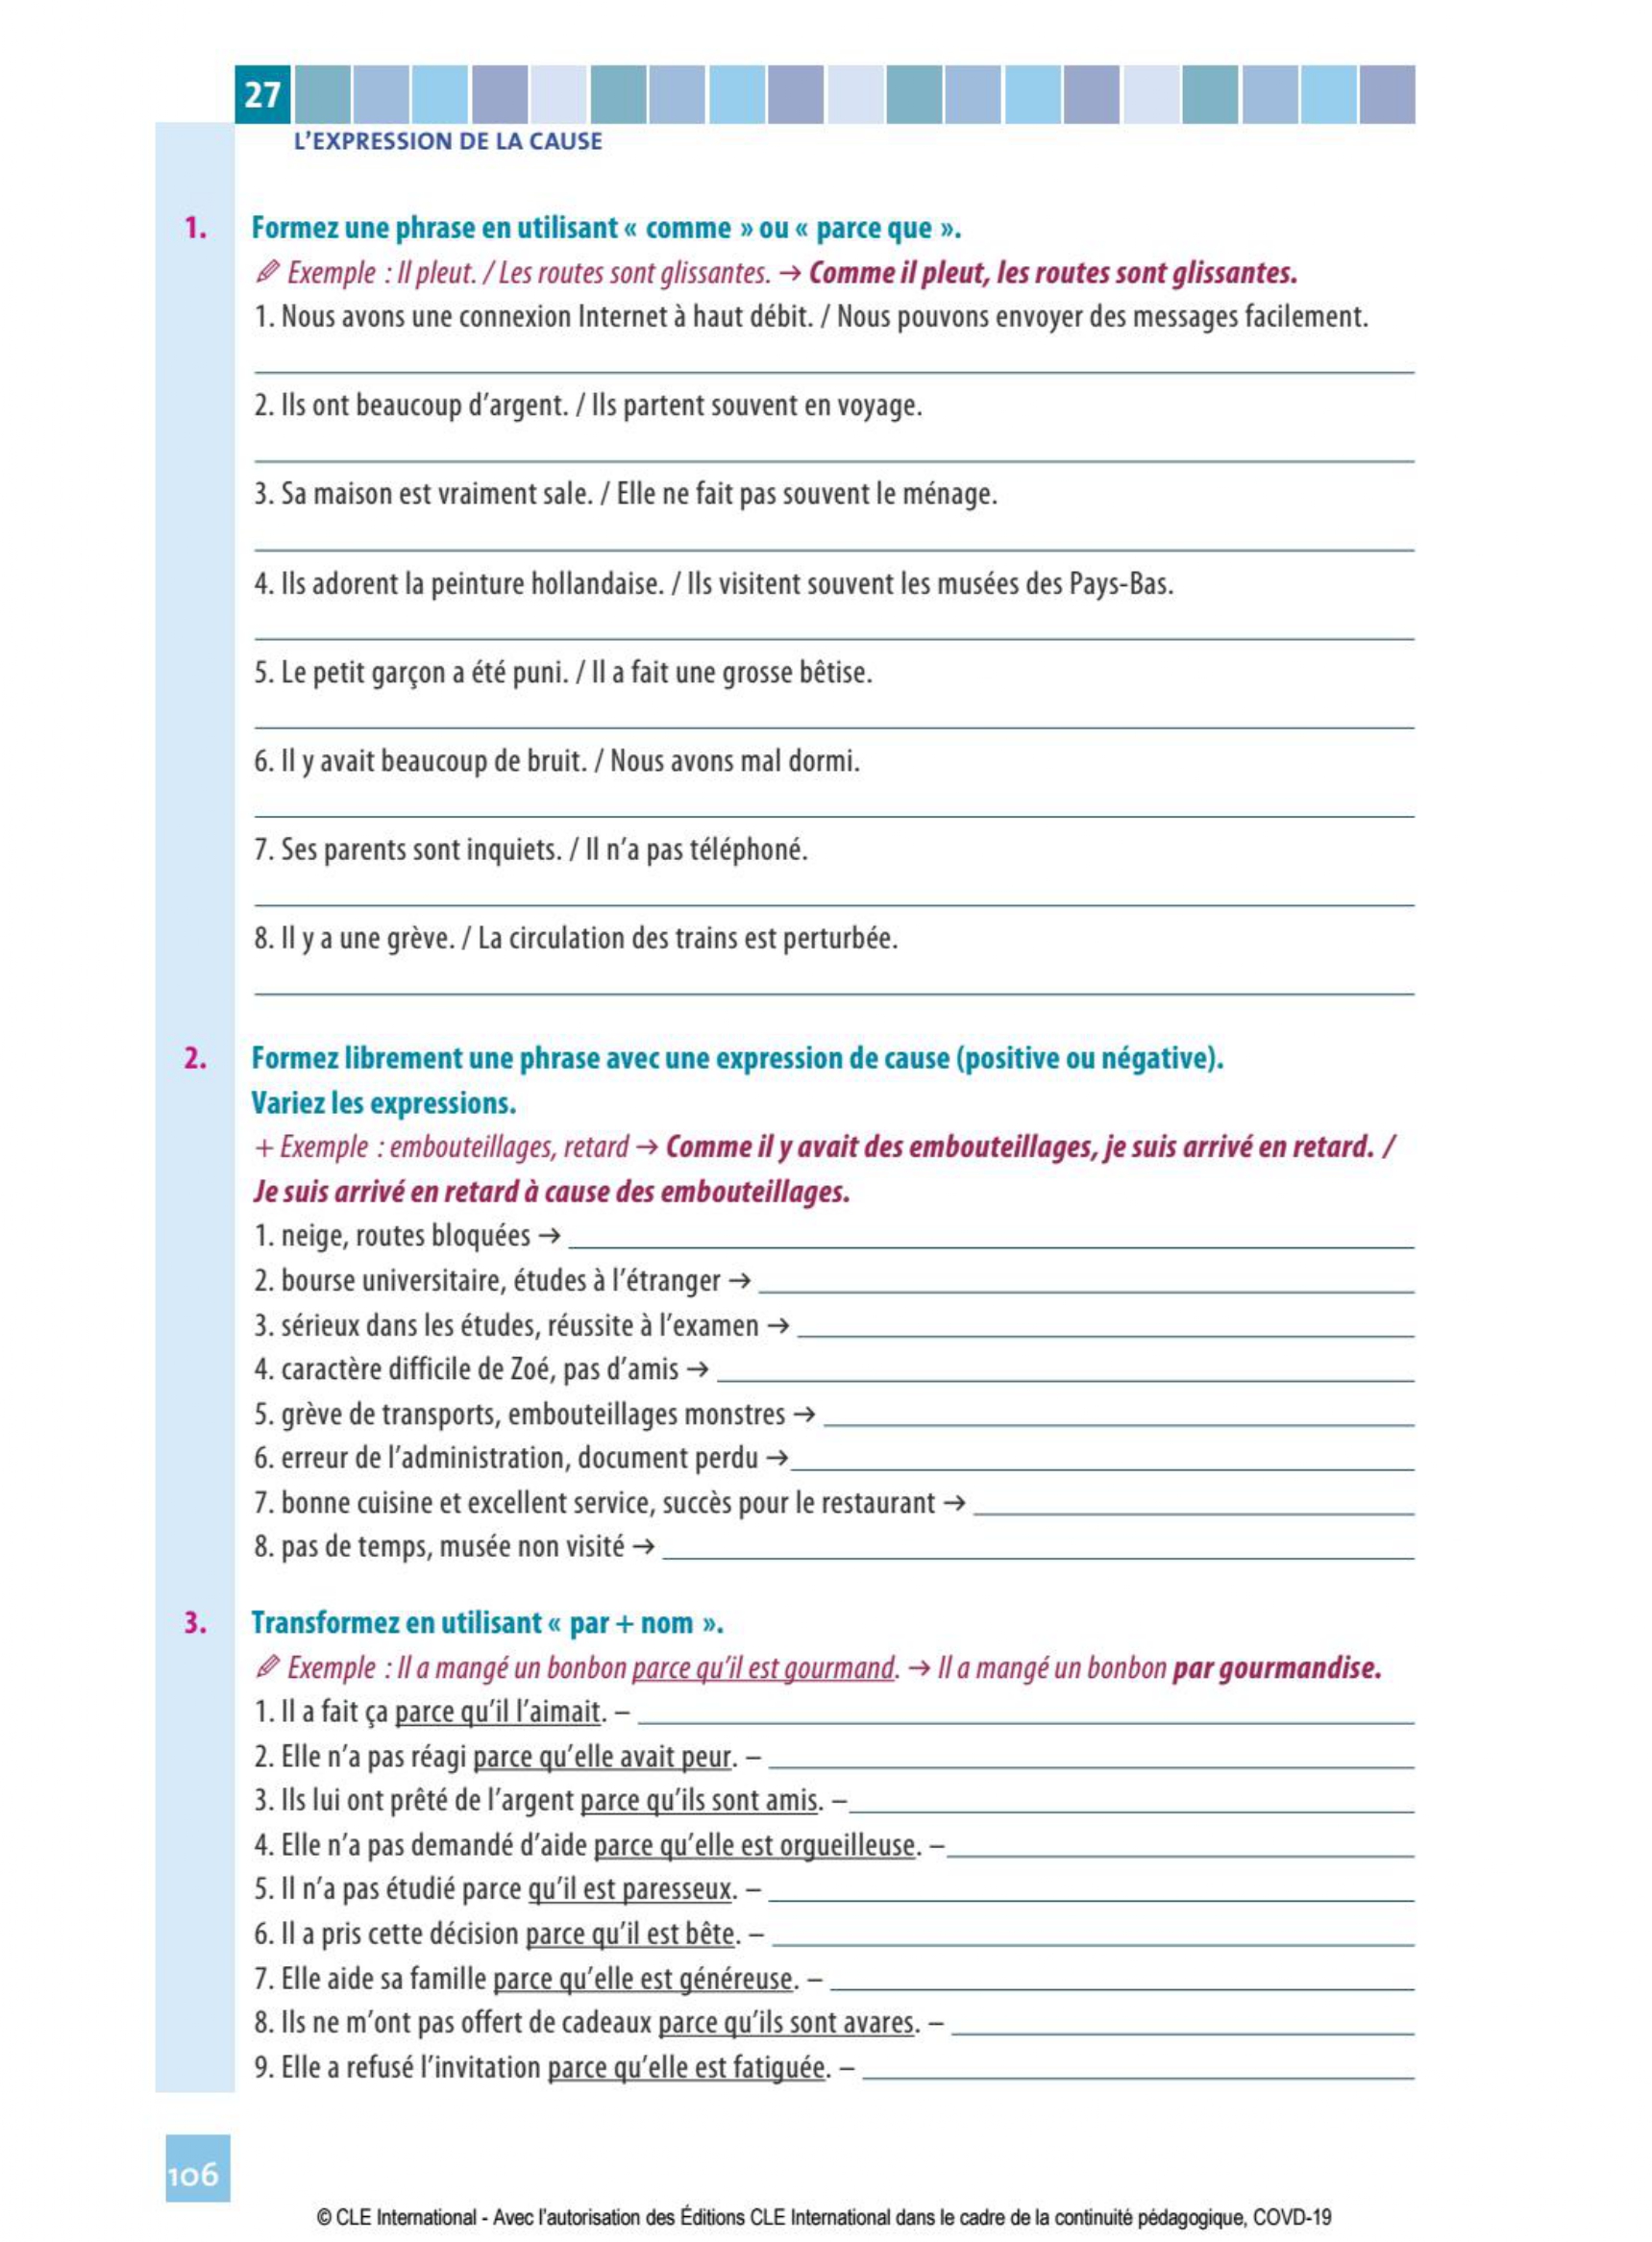 27
L'EXPRESSION DE LA CAUSE
1. Formez une phrase en utilisant « comme » ou « parce que ».
Exemple : Il pleut. / Les routes sont glissantes. → Comme il pleut, les routes sont glissantes.
1. Nous avons une connexion Internet à haut débit. / Nous pouvons envoyer des messages facilement.
2. Ils ont beaucoup d'argent. / Ils partent souvent en voyage.
3. Sa maison est vraiment sale. / Elle ne fait pas souvent le ménage.
4. Ils adorent la peinture hollandaise. / Ils visitent souvent les musées des Pays-Bas.
5. Le petit garçon a été puni. / Il a fait une grosse bêtise.
6. Il y avait beaucoup de bruit. / Nous avons mal dormi.
7. Ses parents sont inquiets. / Il n'a pas téléphoné.
8. Il y a une grève. / La circulation des trains est perturbée.
2. Formez librement une phrase avec une expression de cause (positive ou négative).
Variez les expressions.
+ Exemple : embouteillages, retard → Comme il y avait des embouteillages, je suis arrivé en retard. /
Je suis arrivé en retard à cause des embouteillages.
1. neige, routes bloquées →
2. bourse universitaire, études à l'étranger →
3. sérieux dans les études, réussite à l'examen →
4. caractère difficile de Zoé, pas d'amis →
5. grève de transports, embouteillages monstres →
6. erreur de l'administration, document perdu →
7. bonne cuisine et excellent service, succès pour le restaurant →
8. pas de temps, musée non visité →
3. Transformez en utilisant « par + nom ».
Exemple : Il a mangé un bonbon parce qu'il est gourmand. → Il a mangé un bonbon par gourmandise.
1. Il a fait ça parce qu'il l'aimait. –
2. Elle n'a pas réagi parce qu'elle avait peur. –
3. Ils lui ont prêté de l'argent parce qu'ils sont amis. –
4. Elle n'a pas demandé d'aide parce qu'elle est orgueilleuse. –
5. Il n'a pas étudié parce qu'il est paresseux. –
6. Il a pris cette décision parce qu'il est bête. –
7. Elle aide sa famille parce qu'elle est généreuse. –
8. Ils ne m'ont pas offert de cadeaux parce qu'ils sont avares. –
9. Elle a refusé l'invitation parce qu'elle est fatiguée. –
106
© CLE International - Avec l'autorisation des Éditions CLE International dans le cadre de la continuité pédagogique, COVD-19